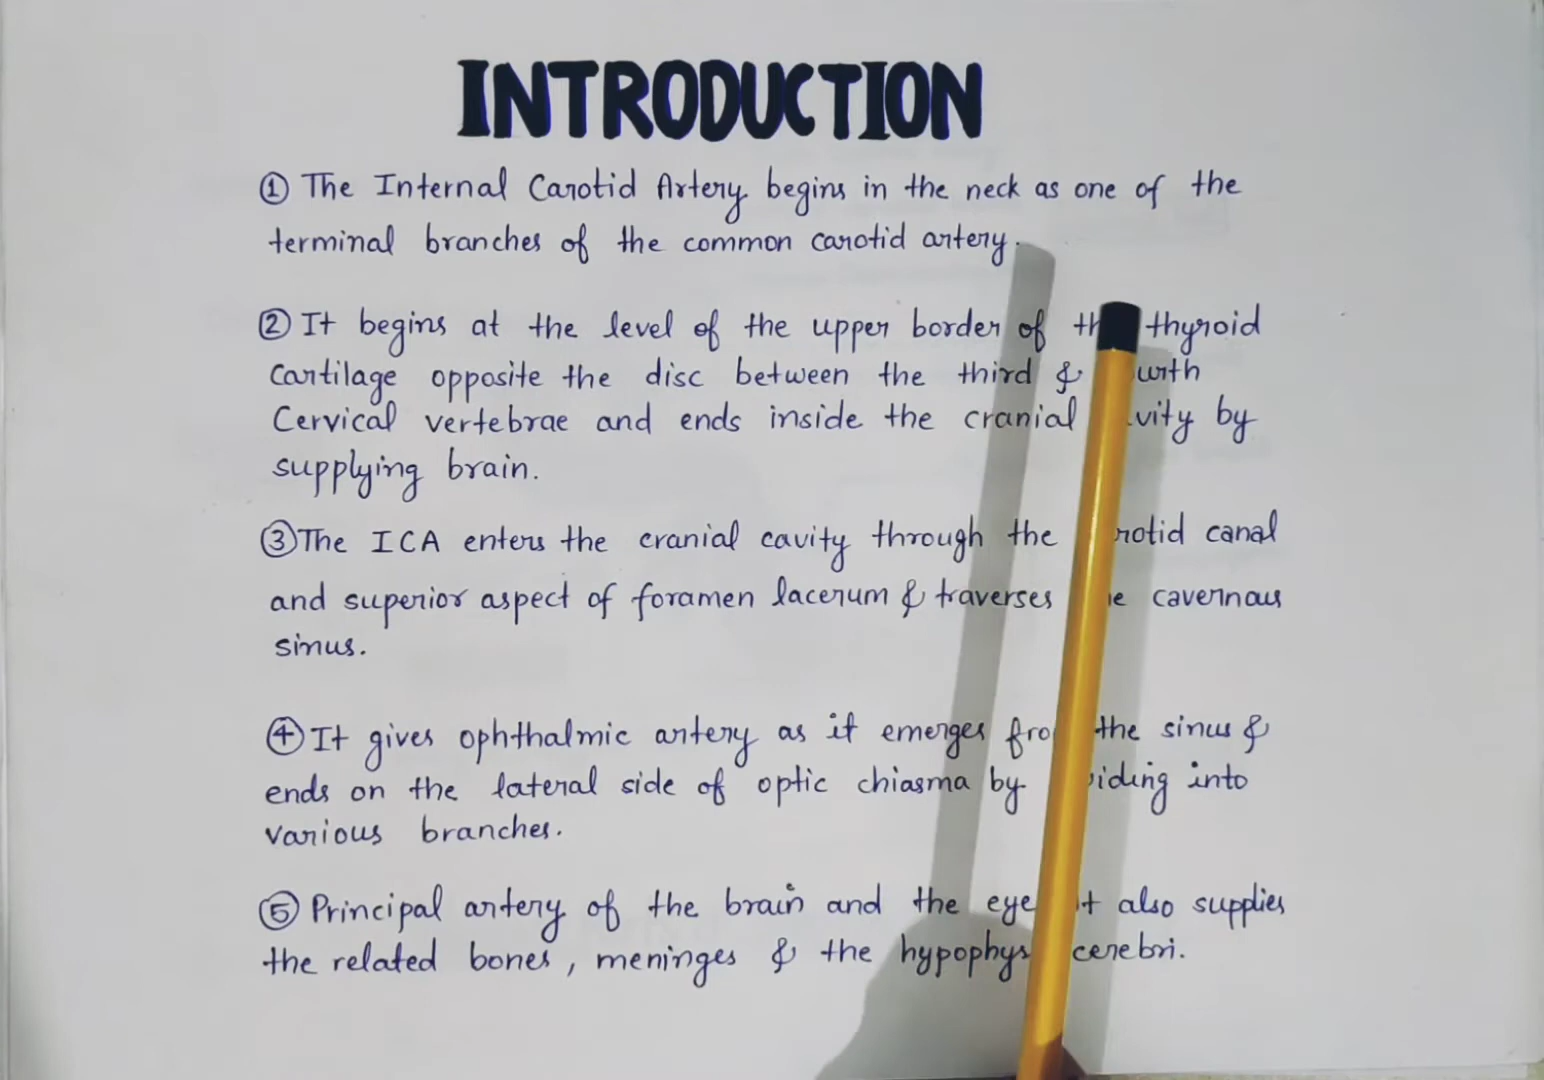 INTRODUCTION
① The Internal Carotid Artery begins in the neck as one of the
terminal branches of the common carotid artery.
② It begins at the level of the upper border of thyroid
Cartilage opposite the disc between the third &
Cervical vertebrae and ends inside the cranial by
supplying brain.
③ The ICA enters the cranial cavity through the canal
and superior aspect of foramen lacerum & traverses cavernous
sinus.
④ It gives ophthalmic artery as it emerges the sinus &
ends on the lateral side of optic chiasma by into
various branches.
⑤ Principal artery of the brain and the eye also supplies
the related bones, meninges & the cerebri.